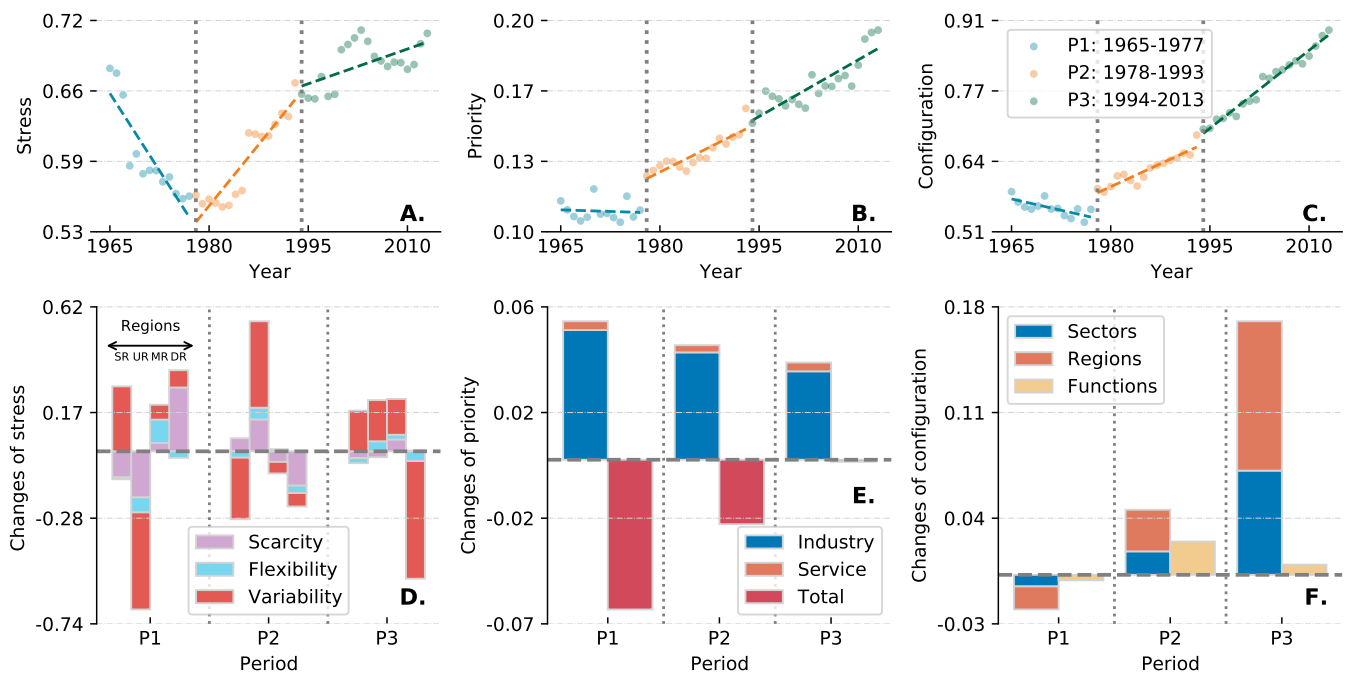 0.72
0.66
0.59
0.53
Stress
1965
1980
1995
2010
Year
A.
0.20
0.17
0.13
0.10
Priority
1965
1980
1995
2010
Year
B.
0.91
0.77
0.64
0.51
Configuration
P1: 1965-1977
P2: 1978-1993
P3: 1994-2013
1965
1980
1995
2010
Year
C.
0.62
0.17
-0.28
-0.74
Changes of stress
Regions
SR UR MR DR
Scarcity
Flexibility
Variability
D.
P1
P2
P3
Period
0.06
0.02
-0.02
-0.07
Changes of priority
E.
Industry
Service
Total
P1
P2
P3
Period
0.18
0.11
0.04
-0.03
Changes of configuration
Sectors
Regions
Functions
F.
P1
P2
P3
Period